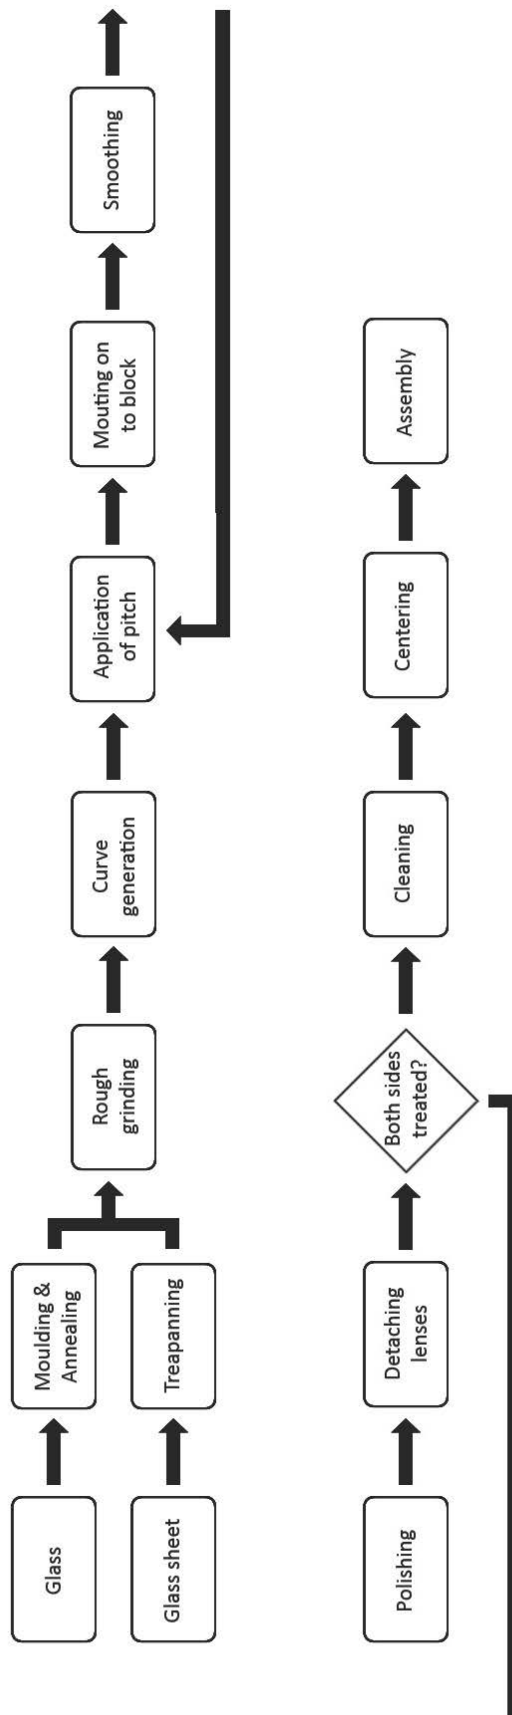 Glass
Moulding &
Annealing
Glass sheet
Treapanning
Rough
grinding
Curve
generation
Application
of pitch
Mouting on
to block
Smoothing
Polishing
Detaching
lenses
Both sides
treated?
Cleaning
Centering
Assembly